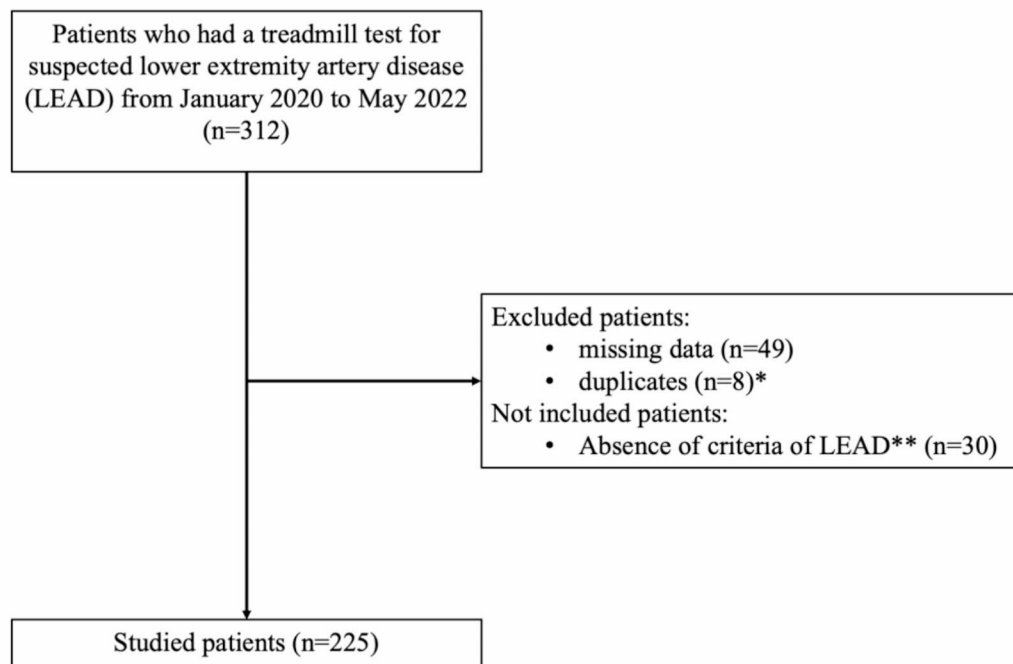 Patients who had a treadmill test for
suspected lower extremity artery disease
(LEAD) from January 2020 to May 2022
(n=312)
Excluded patients:
• missing data (n=49)
• duplicates (n=8)*
Not included patients:
• Absence of criteria of LEAD** (n=30)
Studied patients (n=225)